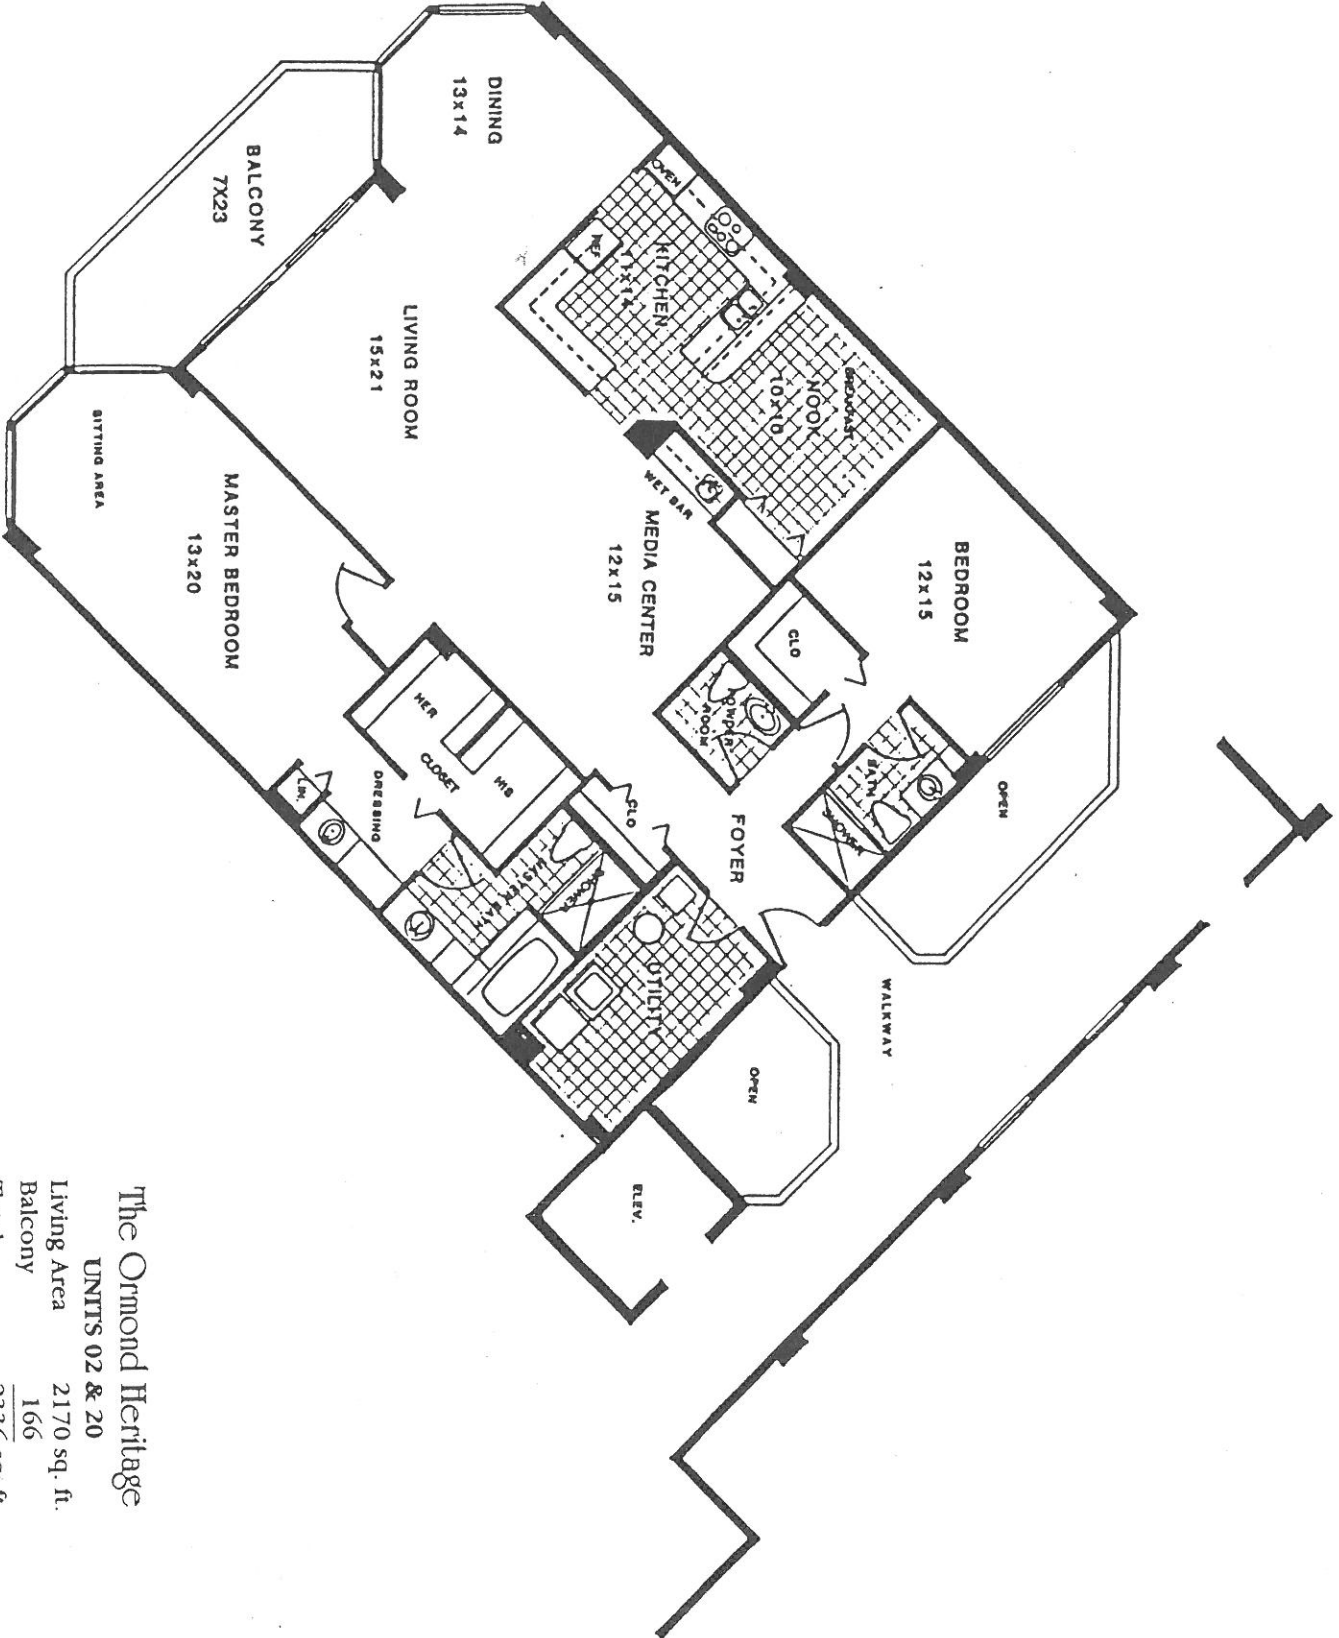 DINING
13x14
BALCONY
7X23
OVEN
KITCHEN
11x14
REF
BREAKFAST
NOOK
10x10
LIVING ROOM
15x21
WET BAR
MEDIA CENTER
12x15
BEDROOM
12x15
CLO
POWDER
ROOM
BATH
SHOWER
OPEN
SITTING AREA
MASTER BEDROOM
13x20
HER
CLOSET
HIS
DRESSING
LIN.
CLO
FOYER
MASTER BATH
SHOWER
UTILITY
WALKWAY
OPEN
ELEV.
The Ormond Heritage
UNITS 02 & 20
Living Area 2170 sq. ft.
Balcony 166